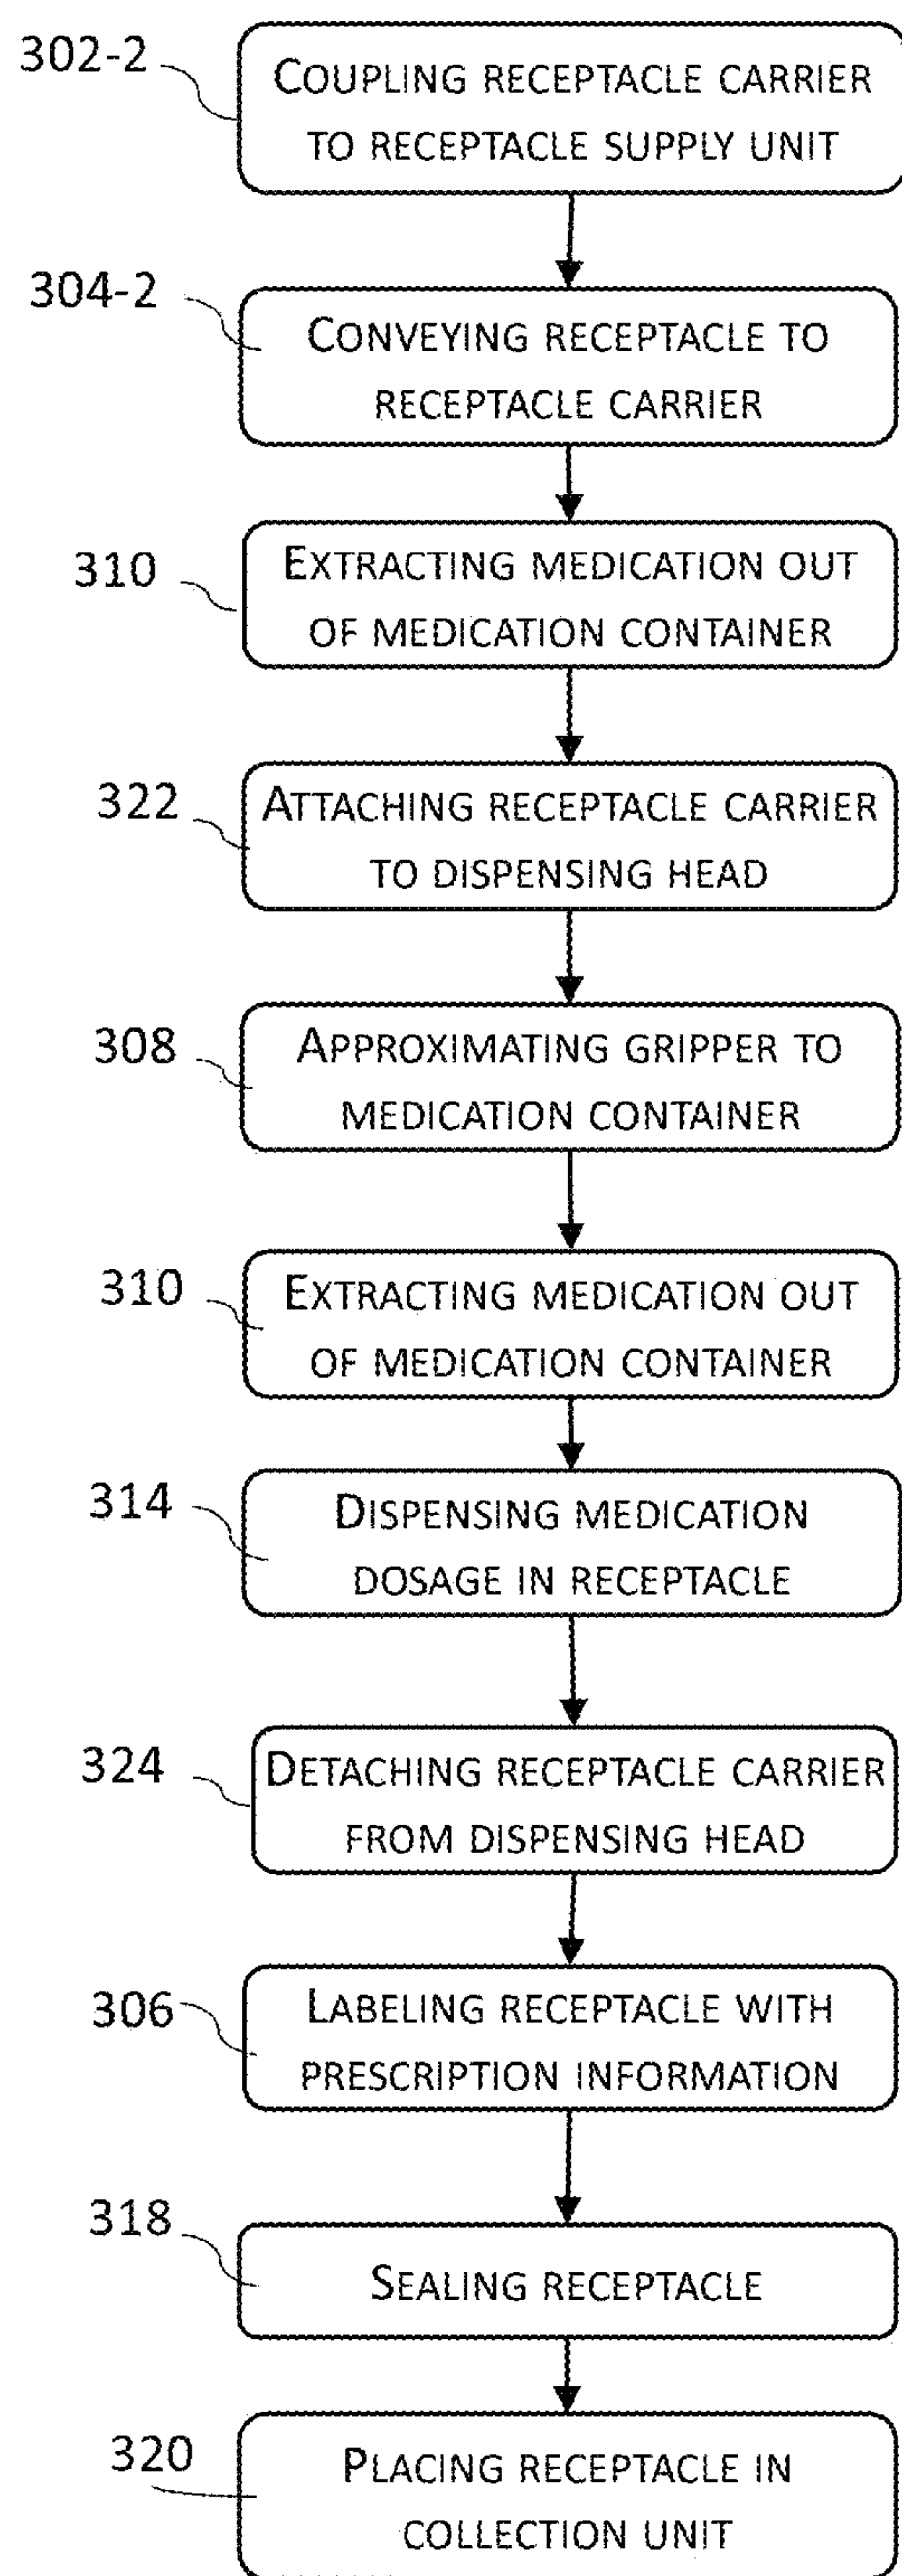 302-2
COUPLING RECEPTACLE CARRIER
TO RECEPTACLE SUPPLY UNIT
304-2
CONVEYING RECEPTACLE TO
RECEPTACLE CARRIER
310
EXTRACTING MEDICATION OUT
OF MEDICATION CONTAINER
322
ATTACHING RECEPTACLE CARRIER
TO DISPENSING HEAD
308
APPROXIMATING GRIPPER TO
MEDICATION CONTAINER
310
EXTRACTING MEDICATION OUT
OF MEDICATION CONTAINER
314
DISPENSING MEDICATION
DOSAGE IN RECEPTACLE
324
DETACHING RECEPTACLE CARRIER
FROM DISPENSING HEAD
306
LABELING RECEPTACLE WITH
PRESCRIPTION INFORMATION
318
SEALING RECEPTACLE
320
PLACING RECEPTACLE IN
COLLECTION UNIT